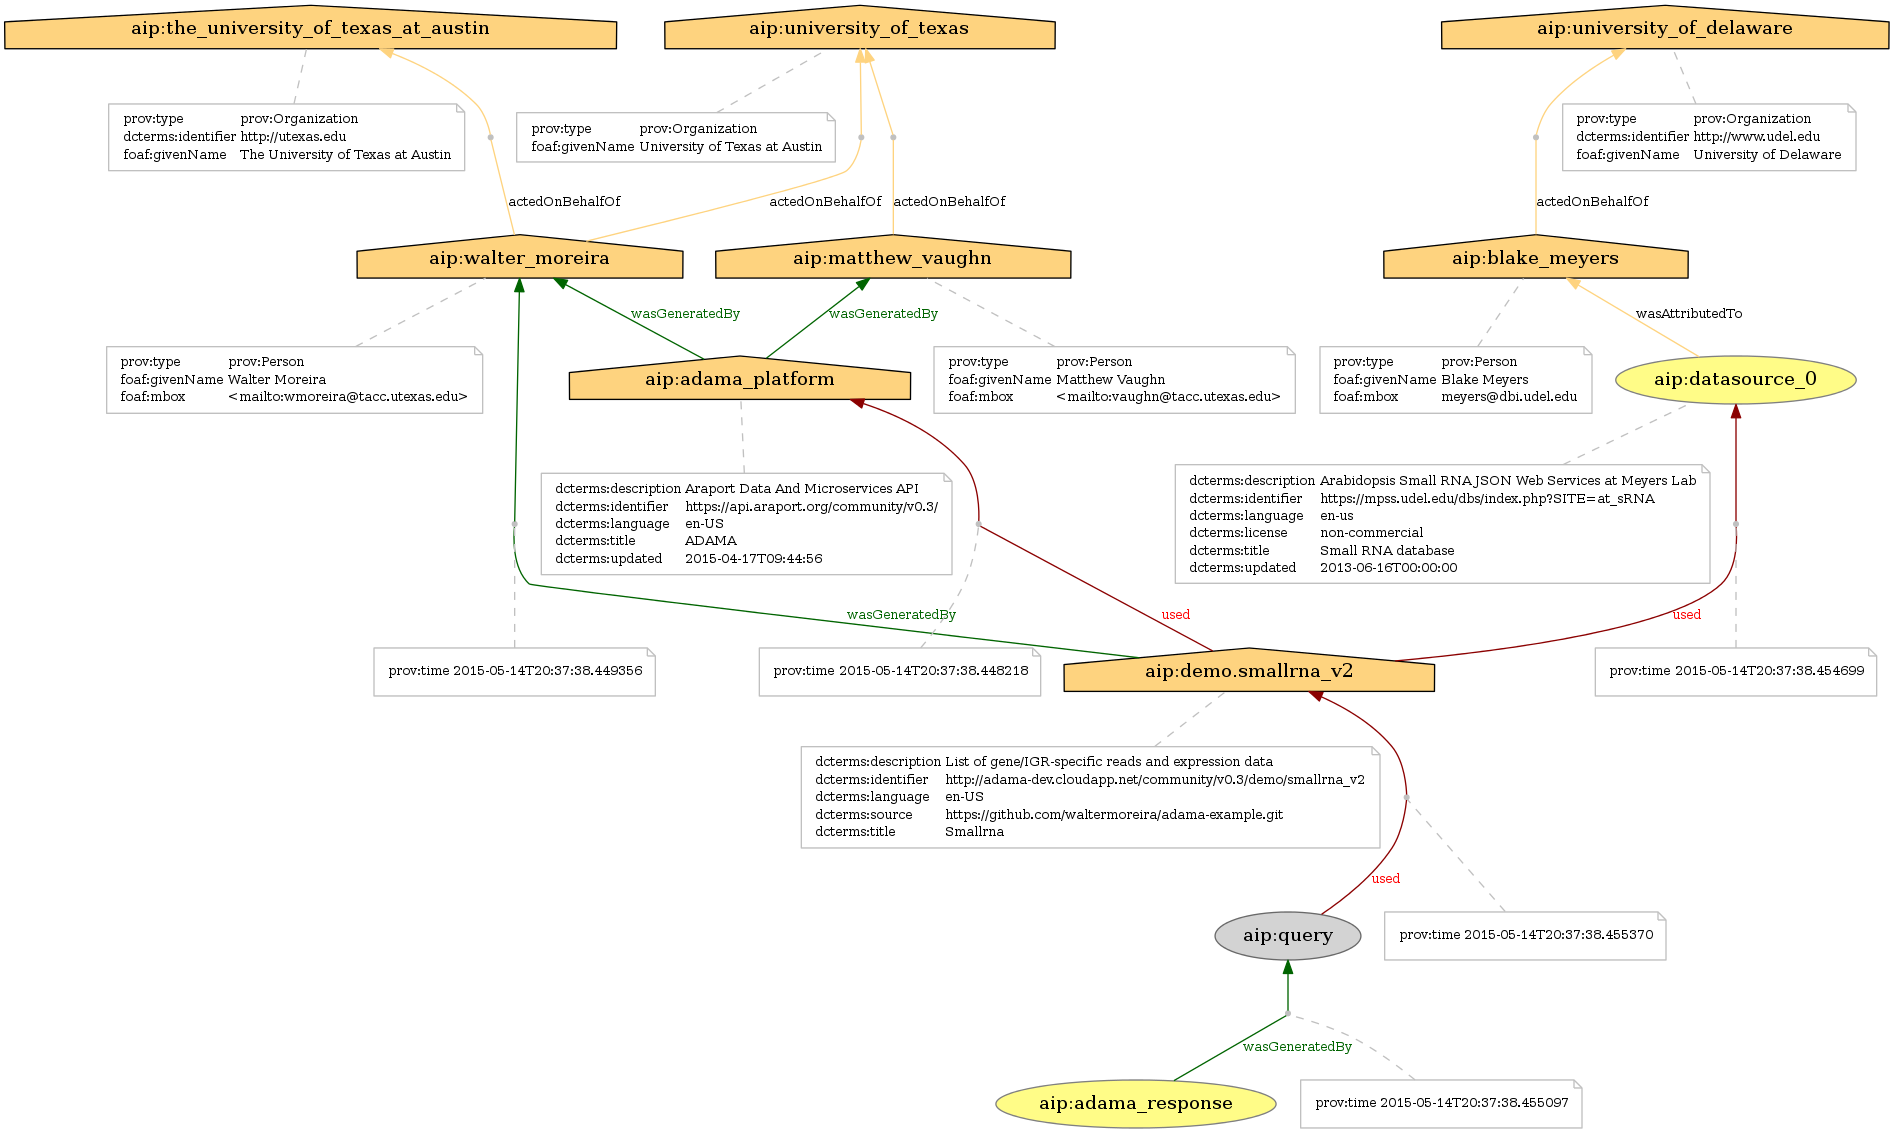 aip:the_university_of_texas_at_austin
aip:university_of_texas
aip:university_of_delaware
prov:type prov:Organization
dcterms:identifier http://utexas.edu
foaf:givenName The University of Texas at Austin
prov:type prov:Organization
foaf:givenName University of Texas at Austin
prov:type prov:Organization
dcterms:identifier http://www.udel.edu
foaf:givenName University of Delaware
actedOnBehalfOf
actedOnBehalfOf
actedOnBehalfOf
actedOnBehalfOf
aip:walter_moreira
aip:matthew_vaughn
aip:blake_meyers
wasGeneratedBy
wasGeneratedBy
wasAttributedTo
prov:type prov:Person
foaf:givenName Walter Moreira
foaf:mbox <mailto:wmoreira@tacc.utexas.edu>
aip:adama_platform
prov:type prov:Person
foaf:givenName Matthew Vaughn
foaf:mbox <mailto:vaughn@tacc.utexas.edu>
prov:type prov:Person
foaf:givenName Blake Meyers
foaf:mbox meyers@dbi.udel.edu
aip:datasource_0
dcterms:description Araport Data And Microservices API
dcterms:identifier https://api.araport.org/community/v0.3/
dcterms:language en-US
dcterms:title ADAMA
dcterms:updated 2015-04-17T09:44:56
dcterms:description Arabidopsis Small RNA JSON Web Services at Meyers Lab
dcterms:identifier https://mpss.udel.edu/dbs/index.php?SITE=at_sRNA
dcterms:language en-us
dcterms:license non-commercial
dcterms:title Small RNA database
dcterms:updated 2013-06-16T00:00:00
wasGeneratedBy
used
used
prov:time 2015-05-14T20:37:38.449356
prov:time 2015-05-14T20:37:38.448218
aip:demo.smallrna_v2
prov:time 2015-05-14T20:37:38.454699
dcterms:description List of gene/IGR-specific reads and expression data
dcterms:identifier http://adama-dev.cloudapp.net/community/v0.3/demo/smallrna_v2
dcterms:language en-US
dcterms:source https://github.com/waltermoreira/adama-example.git
dcterms:title Smallrna
used
aip:query
prov:time 2015-05-14T20:37:38.455370
wasGeneratedBy
aip:adama_response
prov:time 2015-05-14T20:37:38.455097